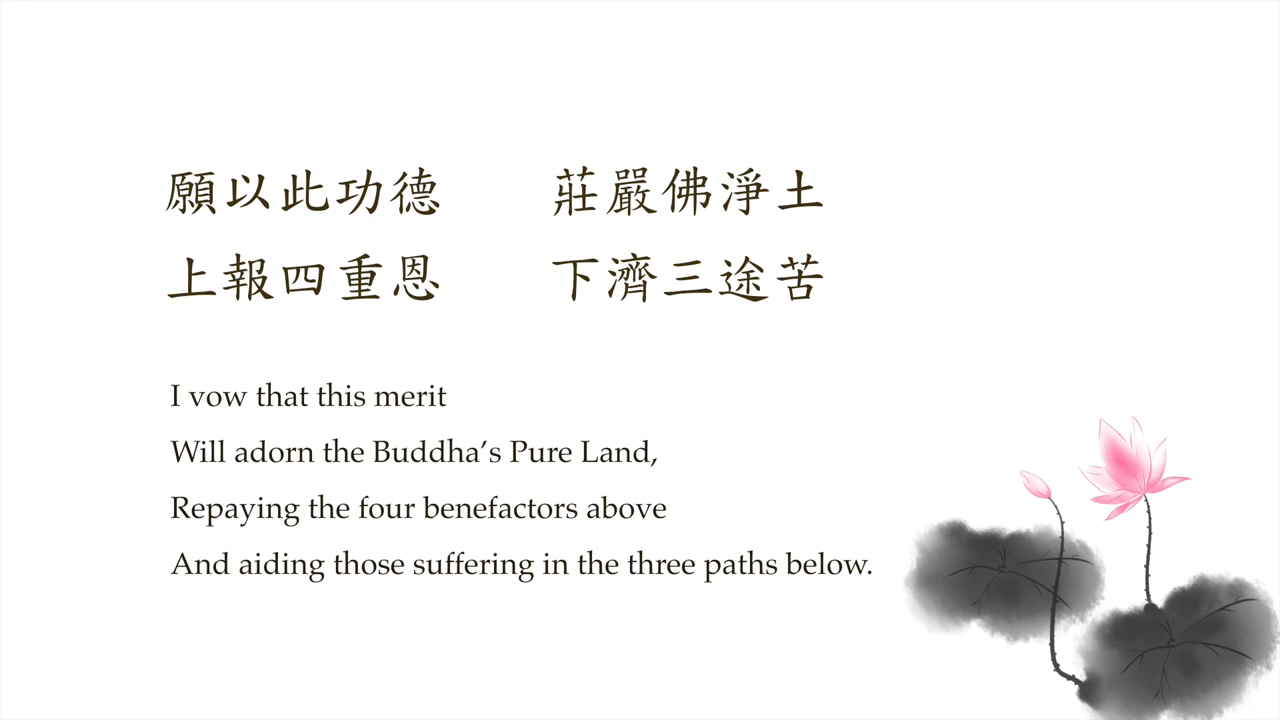 願以此功德 莊嚴佛淨土
上報四重恩 下濟三途苦
I vow that this merit
Will adorn the Buddha’s Pure Land,
Repaying the four benefactors above
And aiding those suffering in the three paths below.